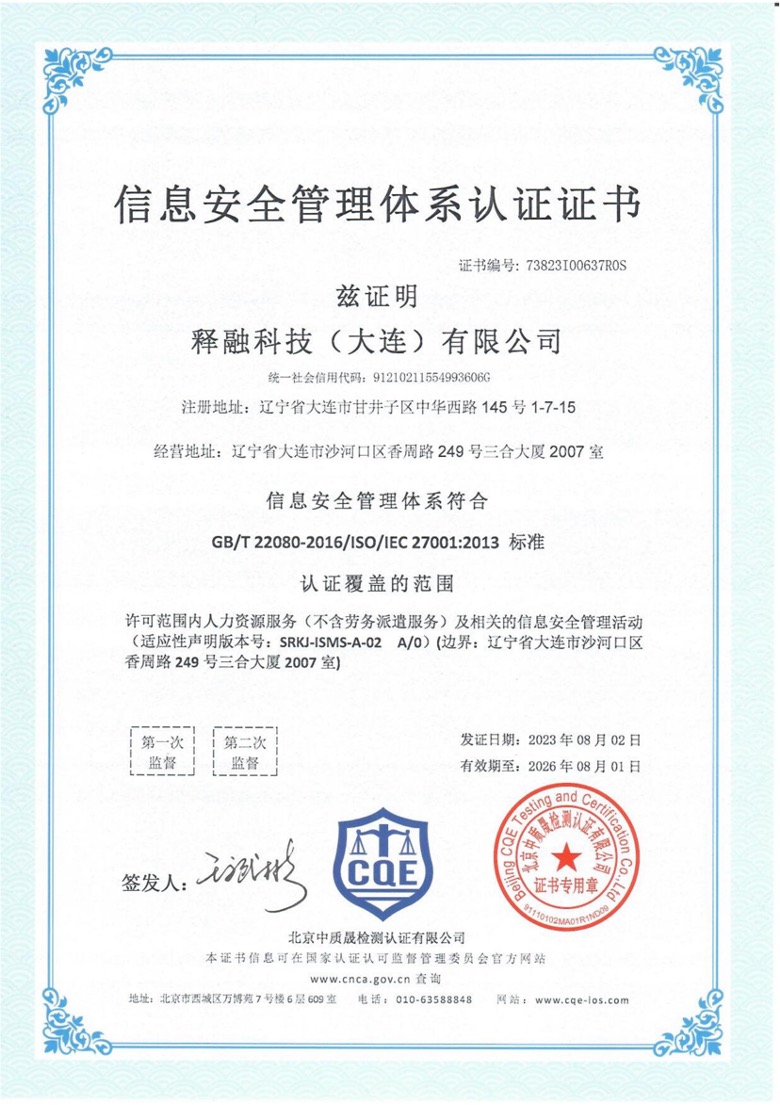 信息安全管理体系认证证书
证书编号: 73823I00637R0S
兹证明
释融科技（大连）有限公司
统一社会信用代码: 91210211554993606G
注册地址: 辽宁省大连市甘井子区中华西路 145 号 1-7-15
经营地址: 辽宁省大连市沙河口区香周路 249 号三合大厦 2007 室
信息安全管理体系符合
GB/T 22080-2016/ISO/IEC 27001:2013 标准
认证覆盖的范围
许可范围内人力资源服务（不含劳务派遣服务）及相关的信息安全管理活动
（适应性声明版本号: SRKJ-ISMS-A-02 A/0）(边界: 辽宁省大连市沙河口区
香周路 249 号三合大厦 2007 室)
第一次
监督
第二次
监督
发证日期: 2023 年 08 月 02 日
有效期至: 2026 年 08 月 01 日
Beijing CQE Testing and Certification Co.,Ltd
北京中质晟检测认证有限公司
证书专用章
91110102MA01R1ND09
签发人:
CQE
北京中质晟检测认证有限公司
本证书信息可在国家认证认可监督管理委员会官方网站
www.cnca.gov.cn 查询
地址: 北京市西城区万博苑 7 号楼 6 层 609 室 电话: 010-63588848 网站: www.cqe-los.com